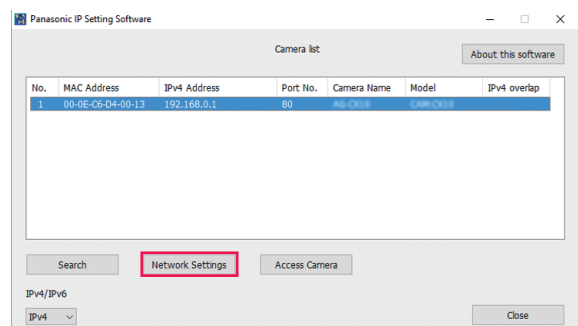 Panasonic IP Setting Software
Camera list
About this software
No. MAC Address IPv4 Address Port No. Camera Name Model IPv4 overlap
1 00-0E-C6-D4-00-13 192.168.0.1 80
Search Network Settings Access Camera
IPv4/IPv6
IPv4 Close